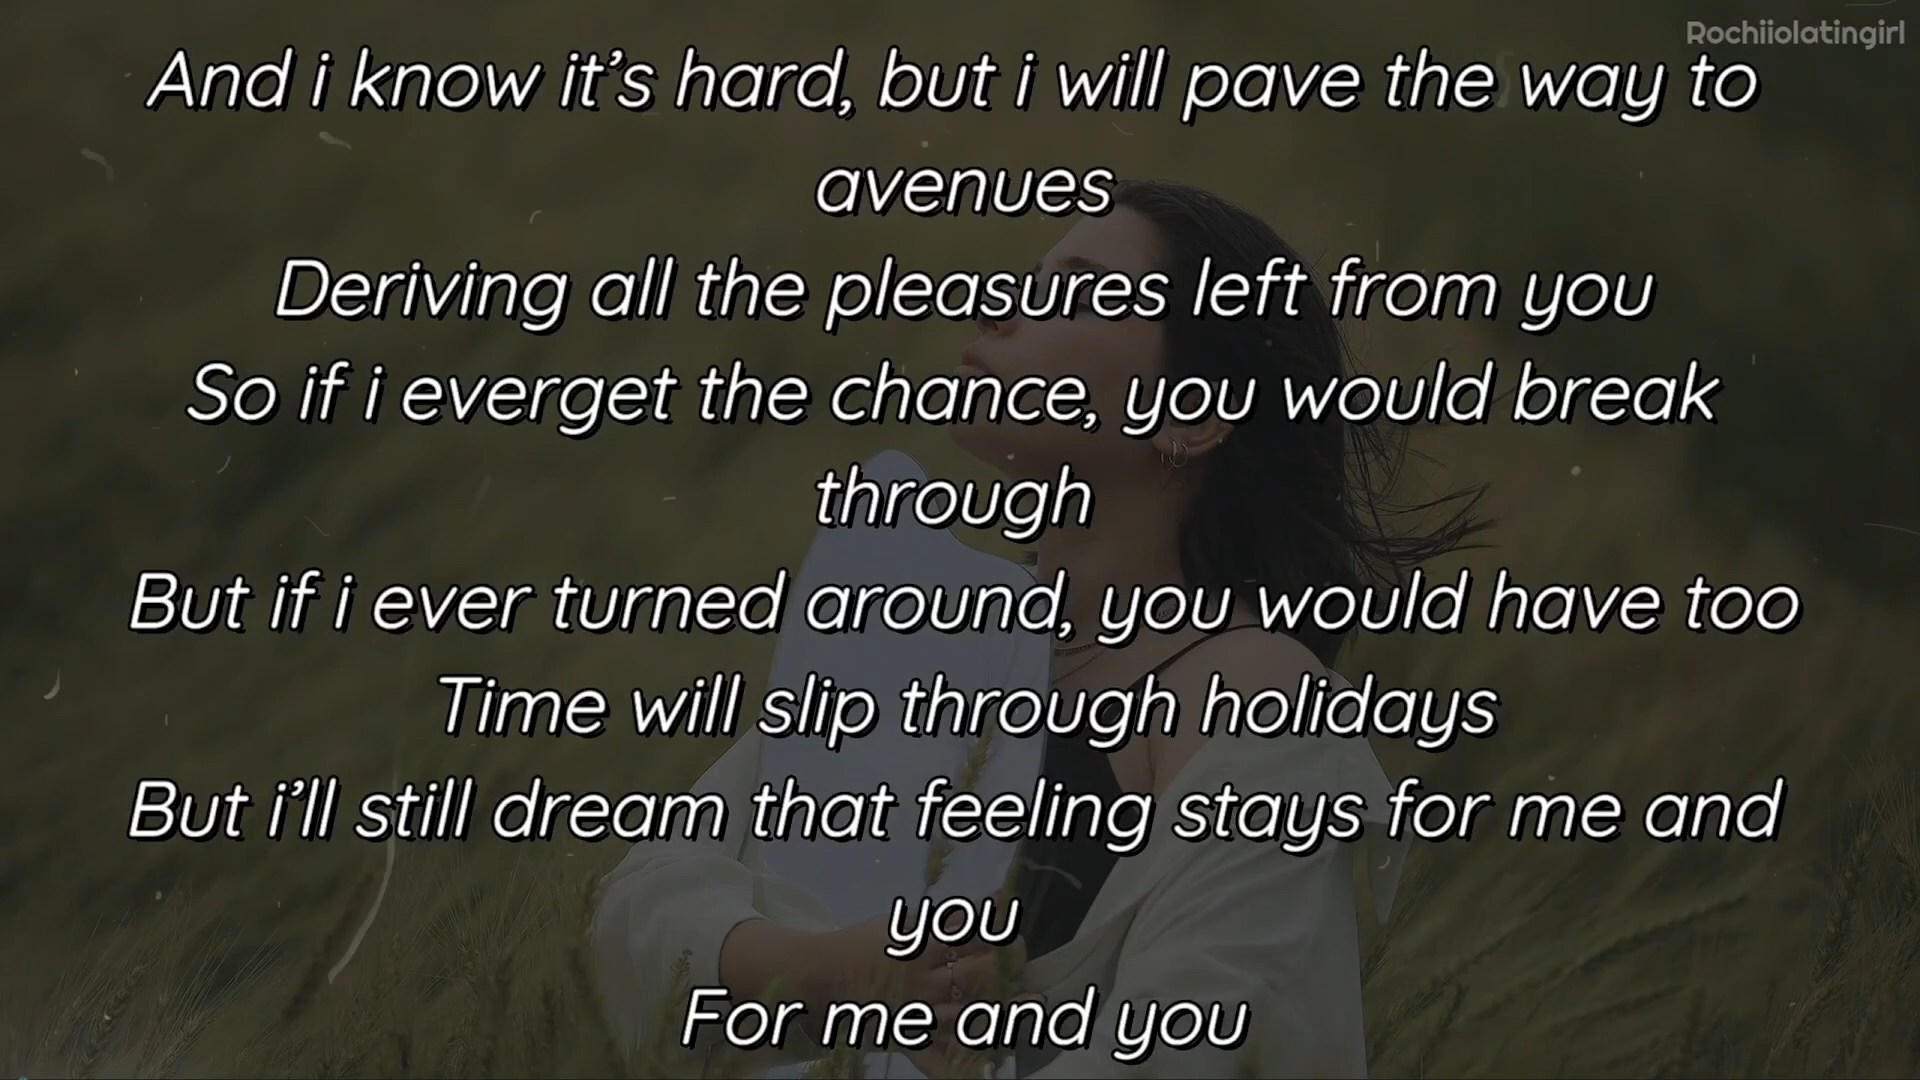 Rochiiolatingirl
And i know it’s hard, but i will pave the way to
avenues
Deriving all the pleasures left from you
So if i everget the chance, you would break
through
But if i ever turned around, you would have too
Time will slip through holidays
But i’ll still dream that feeling stays for me and
you
For me and you